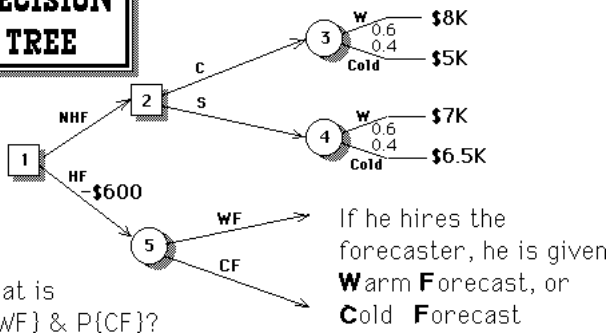 DECISION
TREE
1
NHF
HF
-$600
2
C
S
3
W
0.6
0.4
Cold
$8K
$5K
4
W
0.6
0.4
Cold
$7K
$6.5K
5
WF
CF
If he hires the
forecaster, he is given
Warm Forecast, or
Cold Forecast
at is
WF} & P{CF}?